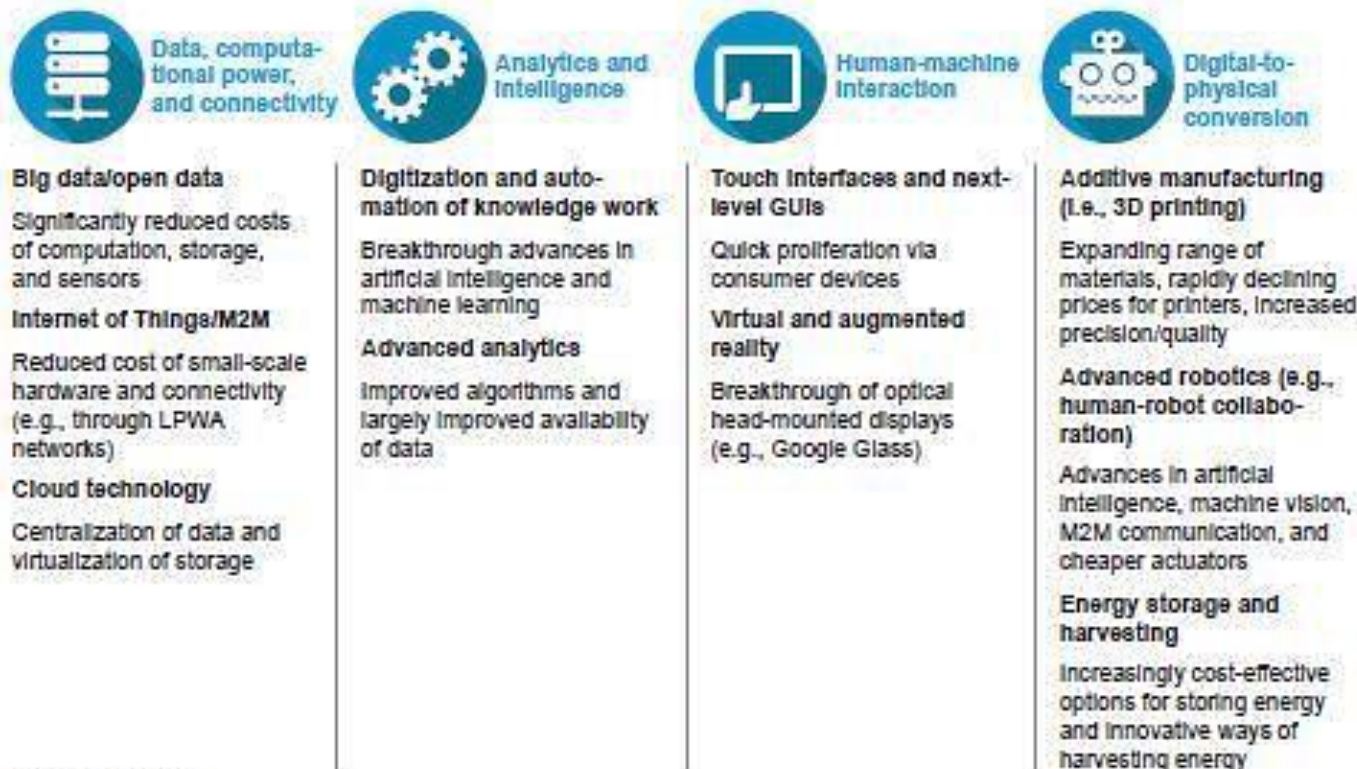 Data, computa-
tional power,
and connectivity
Big data/open data
Significantly reduced costs
of computation, storage,
and sensors
Internet of Things/M2M
Reduced cost of small-scale
hardware and connectivity
(e.g., through LPWA
networks)
Cloud technology
Centralization of data and
virtualization of storage
Analytics and
intelligence
Digitization and auto-
mation of knowledge work
Breakthrough advances in
artificial intelligence and
machine learning
Advanced analytics
Improved algorithms and
largely improved availability
of data
Human-machine
interaction
Touch interfaces and next-
level GUIs
Quick proliferation via
consumer devices
Virtual and augmented
reality
Breakthrough of optical
head-mounted displays
(e.g., Google Glass)
Digital-to-
physical
conversion
Additive manufacturing
(i.e., 3D printing)
Expanding range of
materials, rapidly declining
prices for printers, increased
precision/quality
Advanced robotics (e.g.,
human-robot collabo-
ration)
Advances in artificial
intelligence, machine vision,
M2M communication, and
cheaper actuators
Energy storage and
harvesting
Increasingly cost-effective
options for storing energy
and innovative ways of
harvesting energy